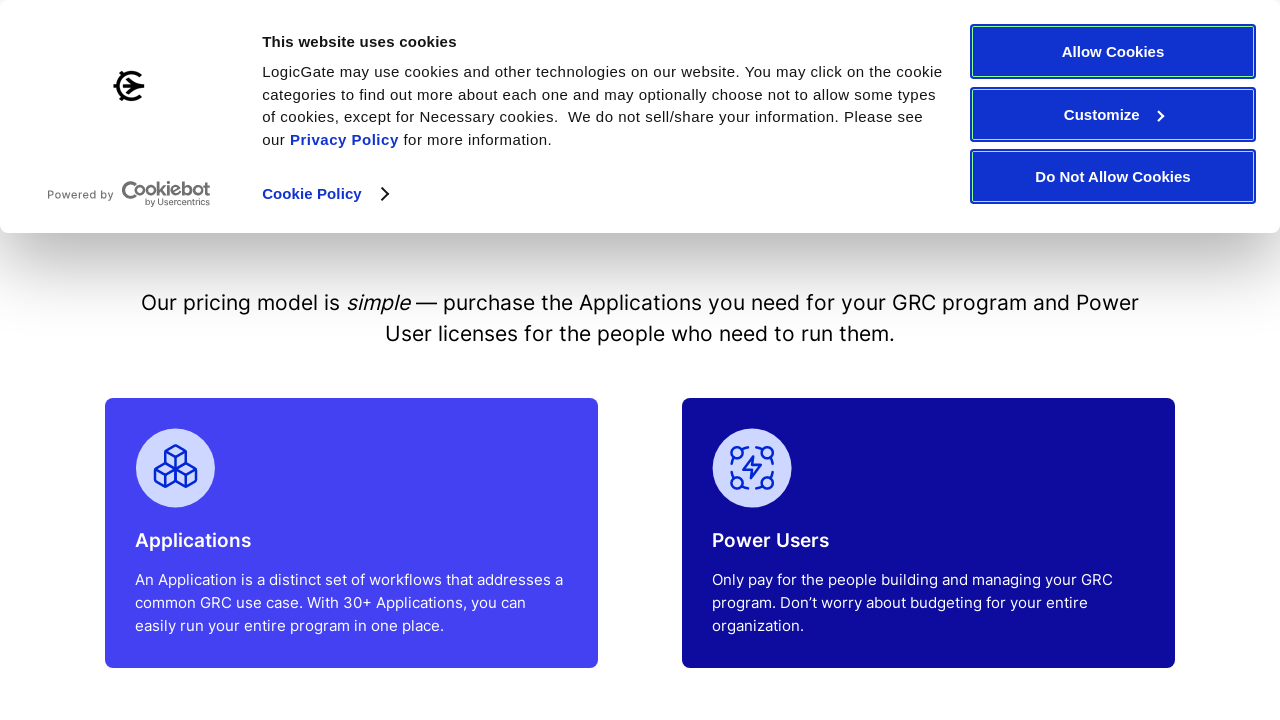 This website uses cookies
LogicGate may use cookies and other technologies on our website. You may click on the cookie
categories to find out more about each one and may optionally choose not to allow some types
of cookies, except for Necessary cookies.  We do not sell/share your information. Please see
our Privacy Policy for more information.
Cookie Policy
Powered by Cookiebot
by Usercentrics
Allow Cookies
Customize
Do Not Allow Cookies
Our pricing model is simple — purchase the Applications you need for your GRC program and Power
User licenses for the people who need to run them.
Applications
An Application is a distinct set of workflows that addresses a
common GRC use case. With 30+ Applications, you can
easily run your entire program in one place.
Power Users
Only pay for the people building and managing your GRC
program. Don’t worry about budgeting for your entire
organization.